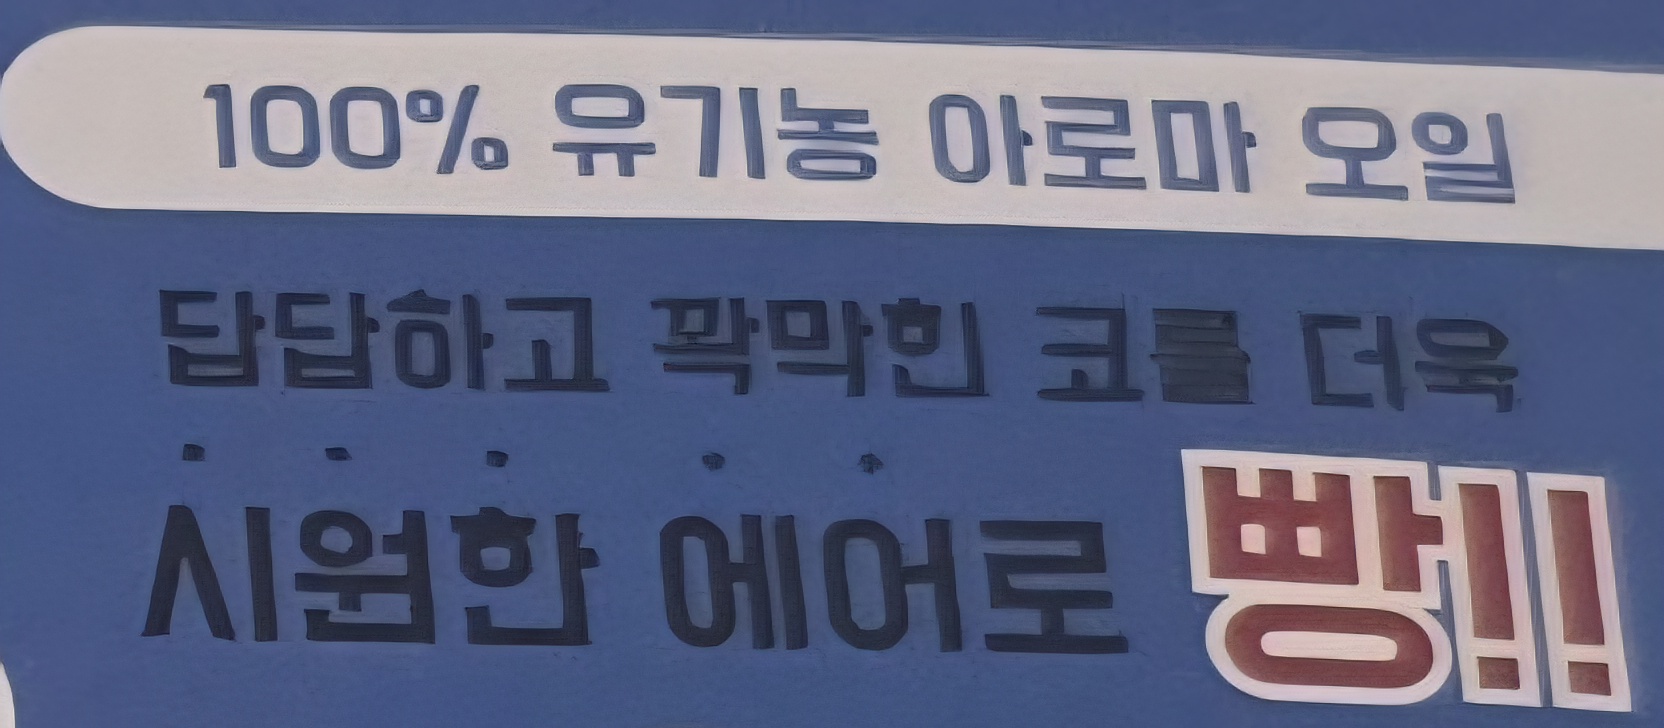 100% 유기농 아로마 오일
답답하고 꽉막힌 코를 더욱
시원한 에어로 빵!!